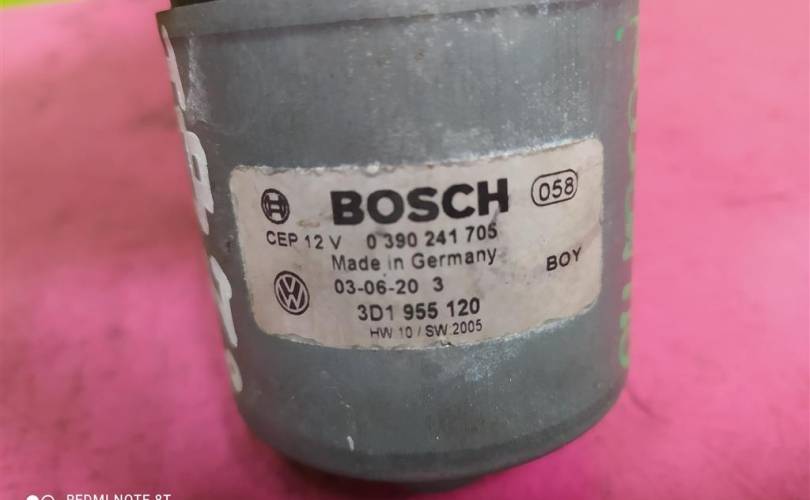 BOSCH 058
CEP 12 V 0 390 241 705
Made in Germany
BOY
03-06-20 3
3D1 955 120
HW 10 / SW 2005
REDMI NOTE 8T